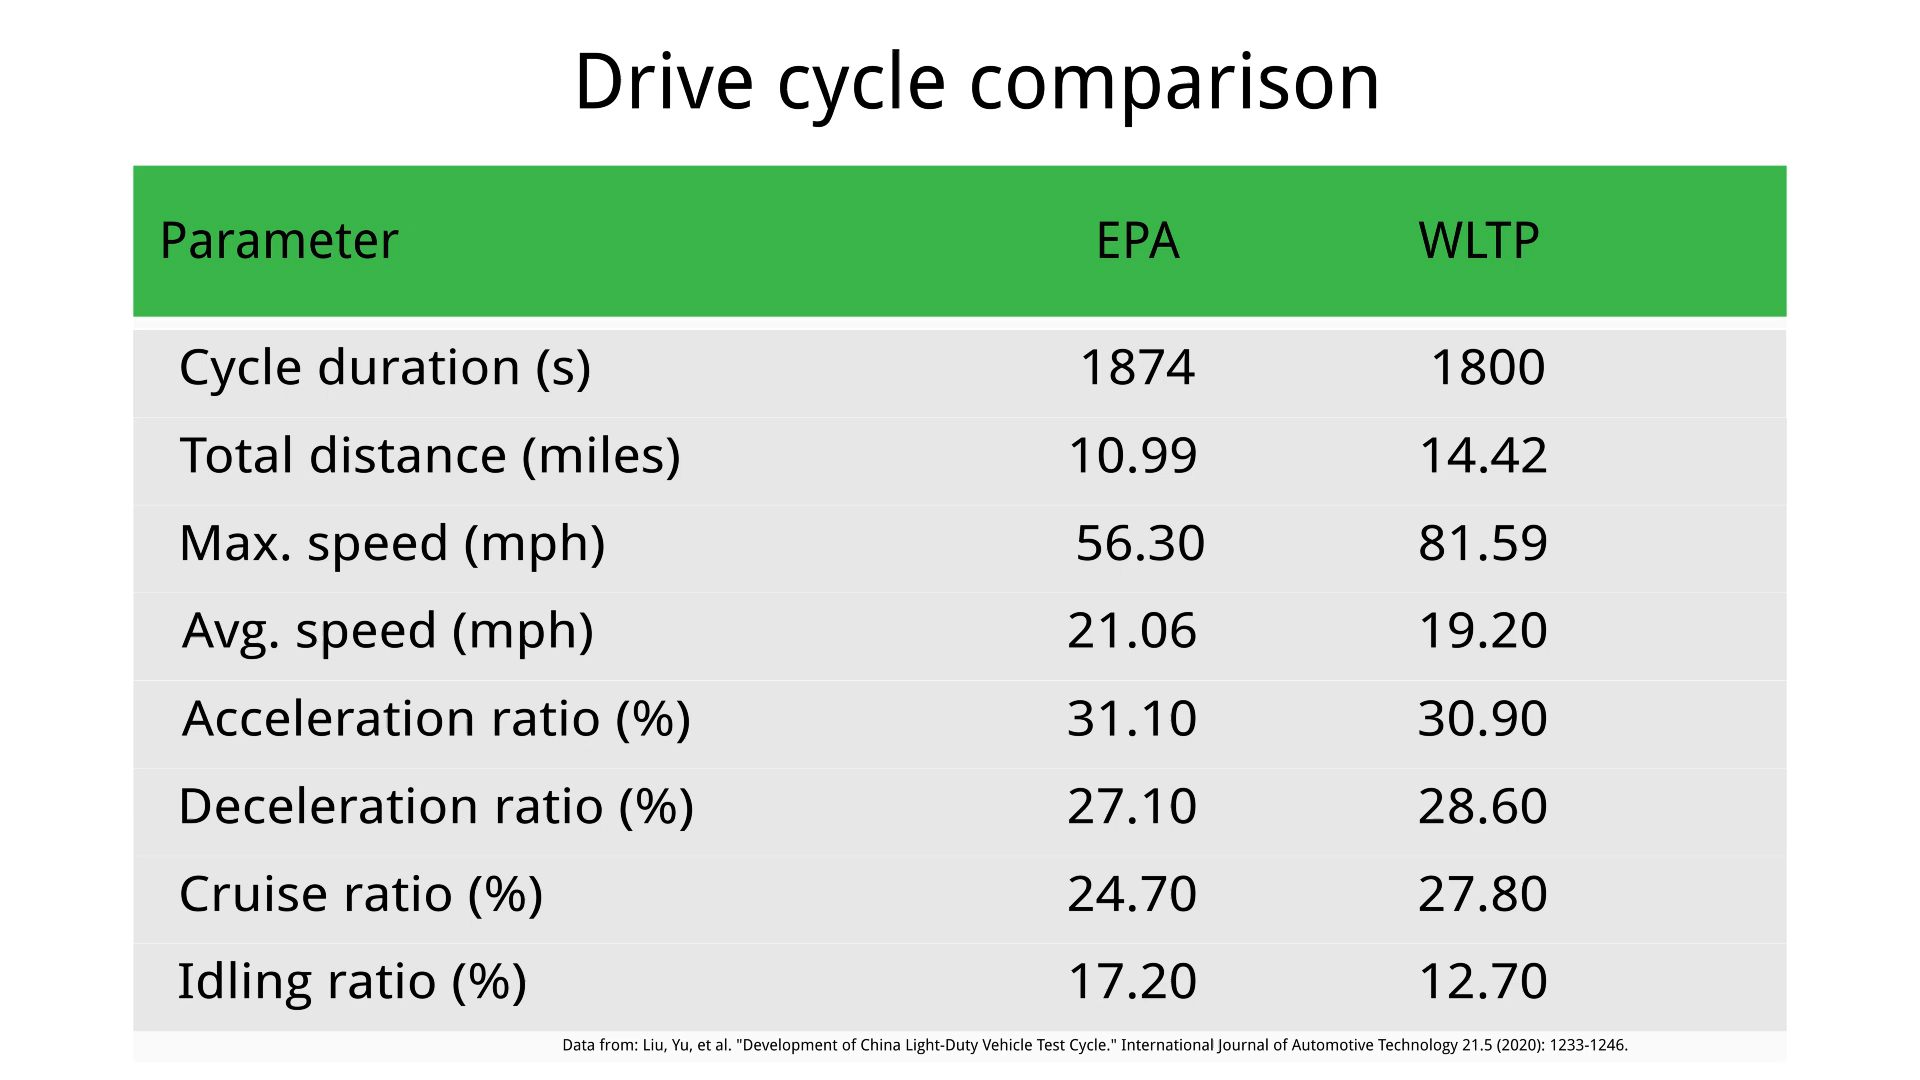 Drive cycle comparison
Parameter EPA WLTP
Cycle duration (s) 1874 1800
Total distance (miles) 10.99 14.42
Max. speed (mph) 56.30 81.59
Avg. speed (mph) 21.06 19.20
Acceleration ratio (%) 31.10 30.90
Deceleration ratio (%) 27.10 28.60
Cruise ratio (%) 24.70 27.80
Idling ratio (%) 17.20 12.70
Data from: Liu, Yu, et al. "Development of China Light-Duty Vehicle Test Cycle." International Journal of Automotive Technology 21.5 (2020): 1233-1246.